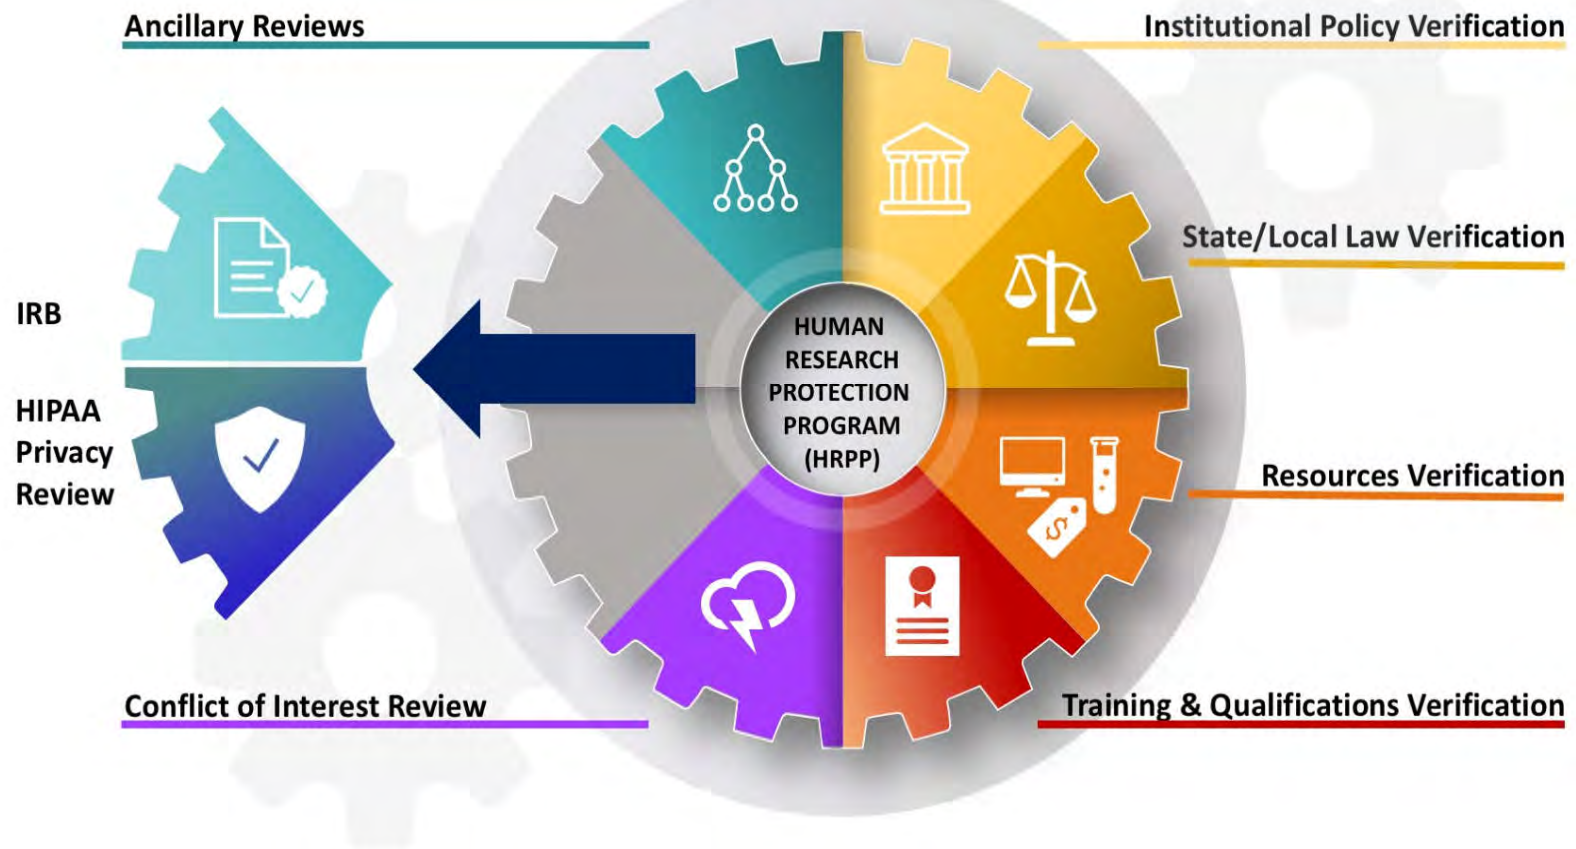 Ancillary Reviews
Institutional Policy Verification
State/Local Law Verification
IRB
HUMAN
RESEARCH
PROTECTION
PROGRAM
(HRPP)
HIPAA
Privacy
Review
Resources Verification
$
Conflict of Interest Review
Training & Qualifications Verification